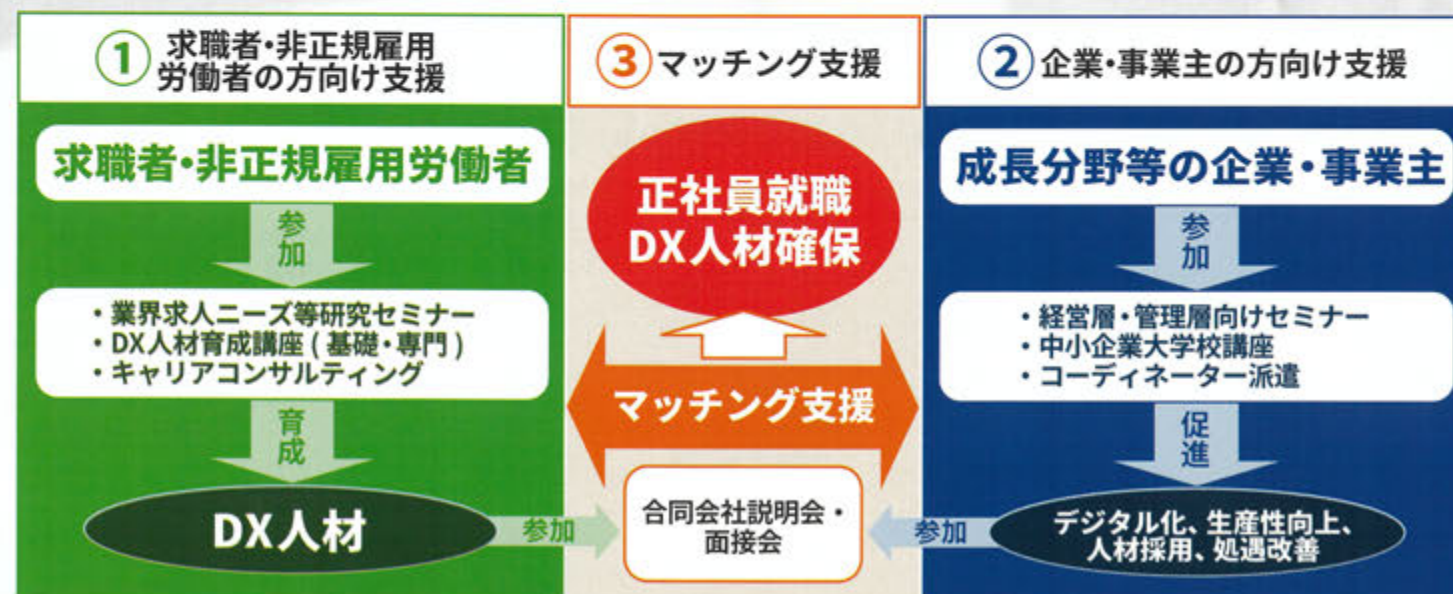 ① 求職者・非正規雇用
労働者の方向け支援
求職者・非正規雇用労働者
参加
・業界求人ニーズ等研究セミナー
・DX人材育成講座 ( 基礎・専門 )
・キャリアコンサルティング
育成
DX人材
参加
③ マッチング支援
正社員就職
DX人材確保
マッチング支援
合同会社説明会・
面接会
② 企業・事業主の方向け支援
成長分野等の企業・事業主
参加
・経営層・管理層向けセミナー
・中小企業大学校講座
・コーディネーター派遣
促進
デジタル化、生産性向上、
人材採用、処遇改善
参加